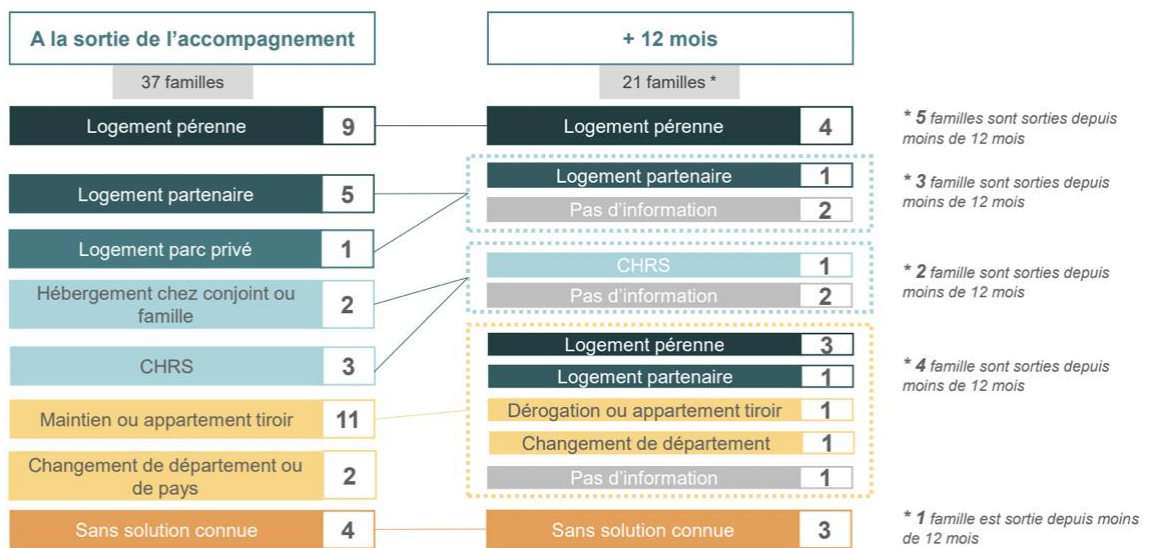 A la sortie de l'accompagnement
37 familles
Logement pérenne 9
Logement partenaire 5
Logement parc privé 1
Hébergement chez conjoint ou
famille 2
CHRS 3
Maintien ou appartement tiroir 11
Changement de département ou
de pays 2
Sans solution connue 4
+ 12 mois
21 familles *
Logement pérenne 4
Logement partenaire 1
Pas d'information 2
CHRS 1
Pas d'information 2
Logement pérenne 3
Logement partenaire 1
Dérogation ou appartement tiroir 1
Changement de département 1
Pas d'information 1
Sans solution connue 3
* 5 familles sont sorties depuis
moins de 12 mois
* 3 famille sont sorties depuis
moins de 12 mois
* 2 famille sont sorties depuis
moins de 12 mois
* 4 famille sont sorties depuis
moins de 12 mois
* 1 famille est sortie depuis moins
de 12 mois